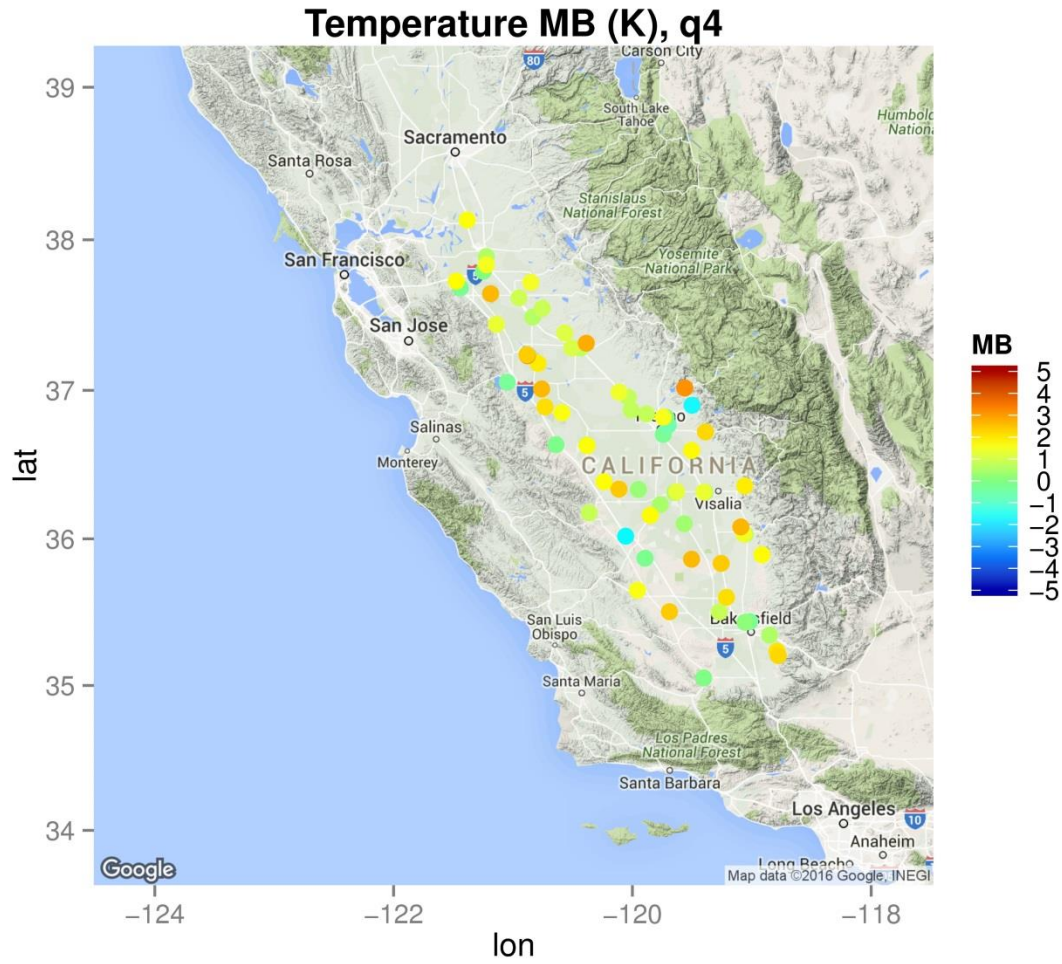 Temperature MB (K), q4
39
38
37
36
35
34
lat
−124
−122
−120
−118
lon
80
Carson City
South Lake
Tahoe
Sacramento
Santa Rosa
Stanislaus
National Forest
Yosemite
National Park
San Francisco
5
San Jose
5
Salinas
Monterey
CALIFORNIA
Visalia
San Luis
Obispo
5
Santa Maria
Los Padres
National Forest
Santa Barbara
Los Angeles
10
Anaheim
Long Beach
Google
Map data ©2016 Google, INEGI
MB
5
4
3
2
1
0
−1
−2
−3
−4
−5